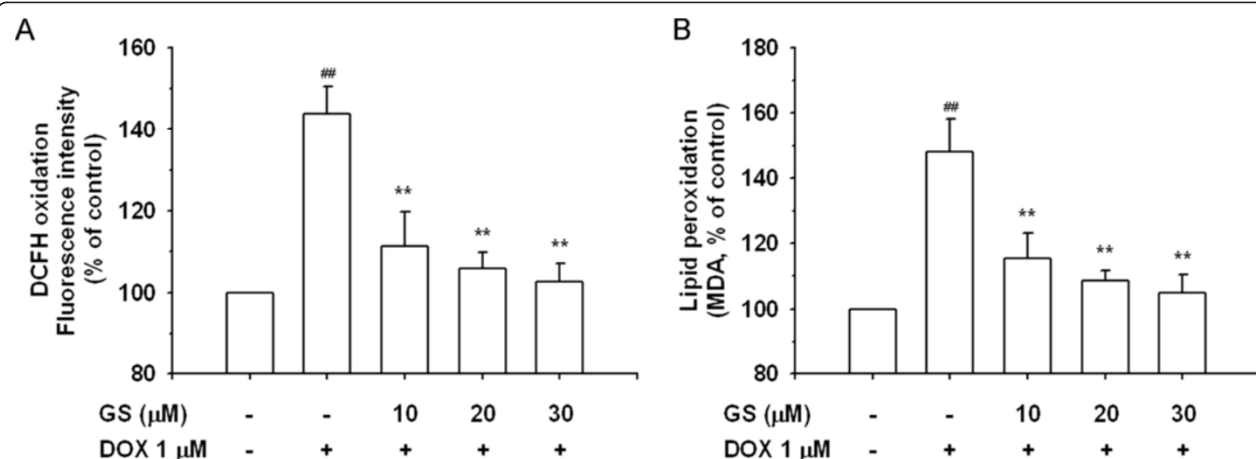 A
DCFH oxidation
Fluorescence intensity
(% of control)
160
140
120
100
80
##
**
**
**
GS (μM) - - 10 20 30
DOX 1 μM - + + + +
B
Lipid peroxidation
(MDA, % of control)
180
160
140
120
100
80
##
**
**
**
GS (μM) - - 10 20 30
DOX 1 μM - + + + +